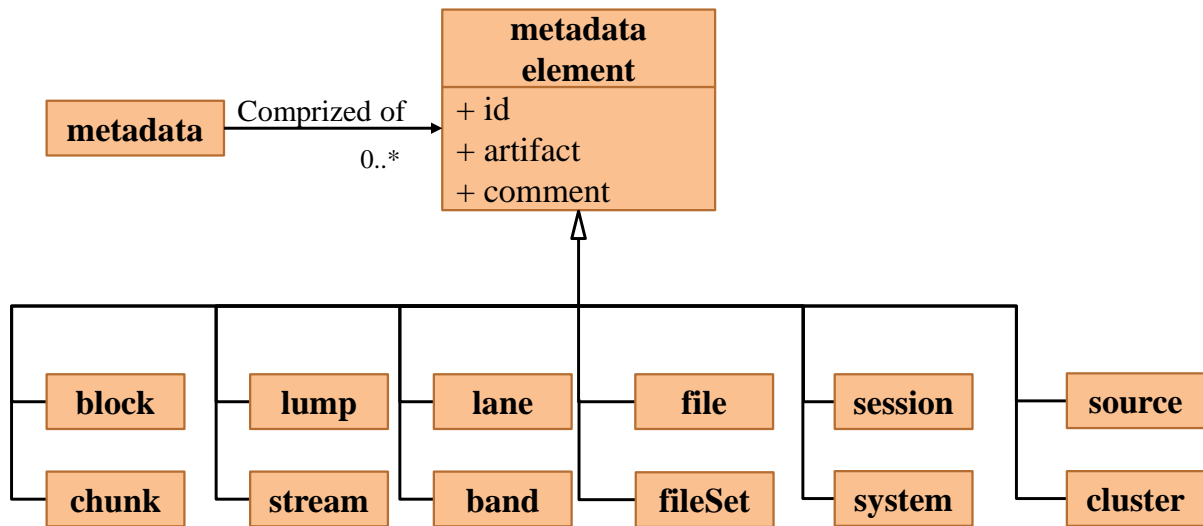 metadata
element
Comprized of
metadata
0..*
+ id
+ artifact
+ comment
block
lump
lane
file
session
source
chunk
stream
band
fileSet
system
cluster